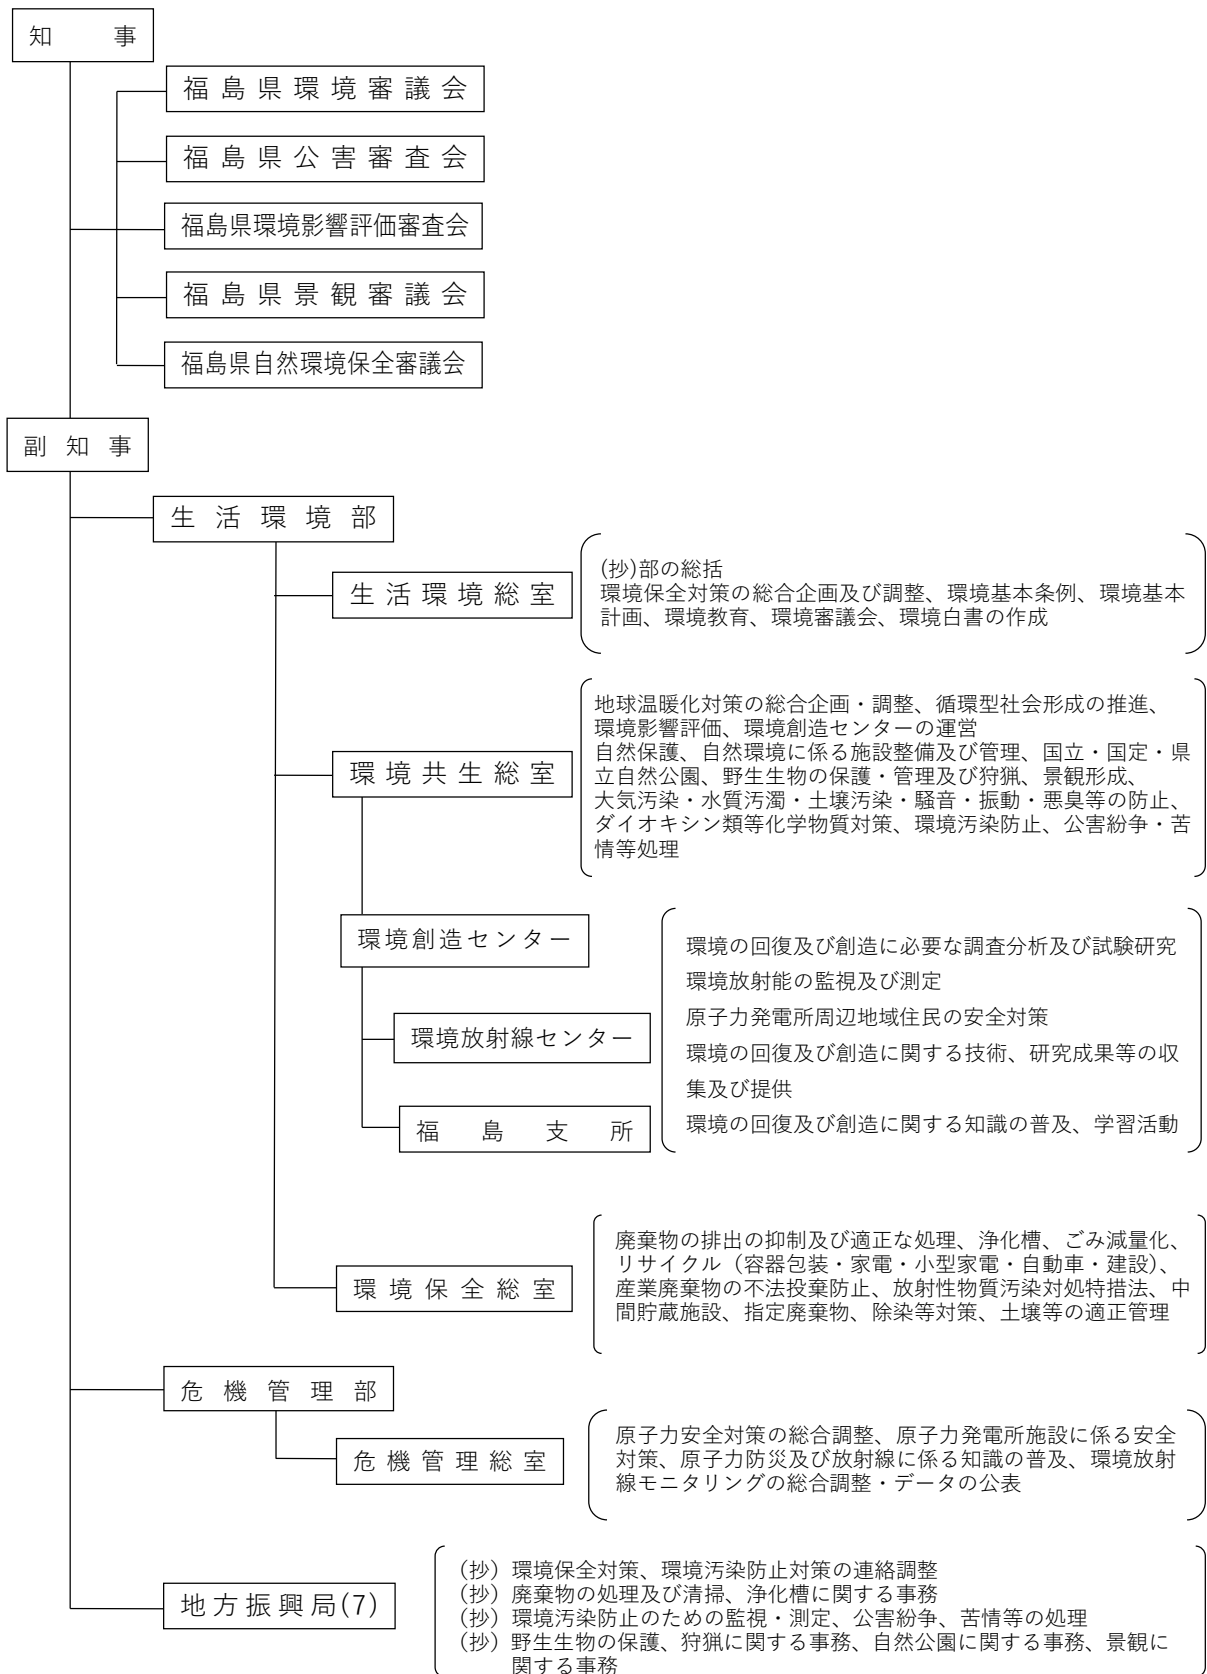 知事
福島県環境審議会
福島県公害審査会
福島県環境影響評価審査会
福島県景観審議会
福島県自然環境保全審議会
副知事
生活環境部
生活環境総室
(抄)部の総括
環境保全対策の総合企画及び調整、環境基本条例、環境基本
計画、環境教育、環境審議会、環境白書の作成
環境共生総室
地球温暖化対策の総合企画・調整、循環型社会形成の推進、
環境影響評価、環境創造センターの運営
自然保護、自然環境に係る施設整備及び管理、国立・国定・県
立自然公園、野生生物の保護・管理及び狩猟、景観形成、
大気汚染・水質汚濁・土壌汚染・騒音・振動・悪臭等の防止、
ダイオキシン類等化学物質対策、環境汚染防止、公害紛争・苦
情等処理
環境創造センター
環境放射線センター
福島支所
環境の回復及び創造に必要な調査分析及び試験研究
環境放射能の監視及び測定
原子力発電所周辺地域住民の安全対策
環境の回復及び創造に関する技術、研究成果等の収
集及び提供
環境の回復及び創造に関する知識の普及、学習活動
環境保全総室
廃棄物の排出の抑制及び適正な処理、浄化槽、ごみ減量化、
リサイクル（容器包装・家電・小型家電・自動車・建設）、
産業廃棄物の不法投棄防止、放射性物質汚染対処特措法、中
間貯蔵施設、指定廃棄物、除染等対策、土壌等の適正管理
危機管理部
危機管理総室
原子力安全対策の総合調整、原子力発電所施設に係る安全
対策、原子力防災及び放射線に係る知識の普及、環境放射
線モニタリングの総合調整・データの公表
地方振興局(7)
（抄）環境保全対策、環境汚染防止対策の連絡調整
（抄）廃棄物の処理及び清掃、浄化槽に関する事務
（抄）環境汚染防止のための監視・測定、公害紛争、苦情等の処理
（抄）野生生物の保護、狩猟に関する事務、自然公園に関する事務、景観に
関する事務